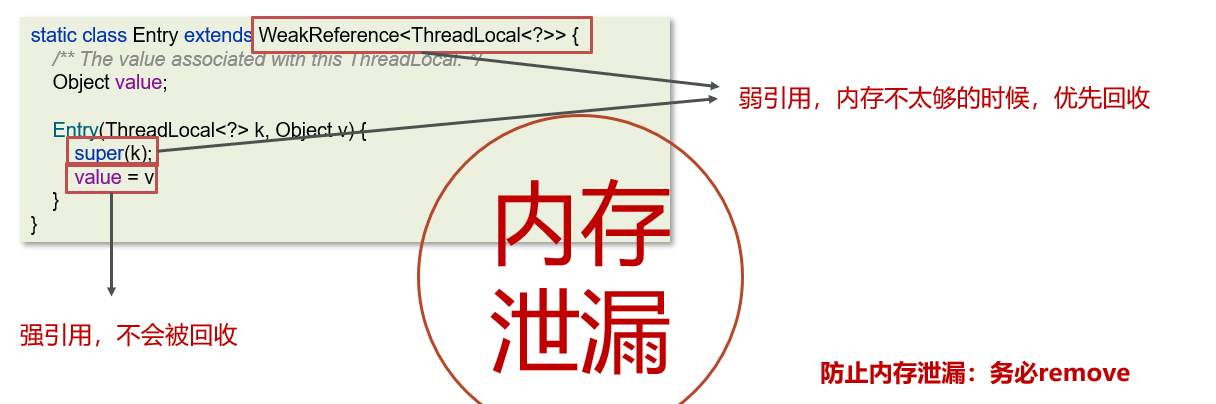 static class Entry extends WeakReference<ThreadLocal<?>> {
/** The value associated with this ThreadLocal. */
Object value;
Entry(ThreadLocal<?> k, Object v) {
super(k);
value = v
}
}
弱引用，内存不太够的时候，优先回收
内存
泄漏
强引用，不会被回收
防止内存泄漏：务必remove